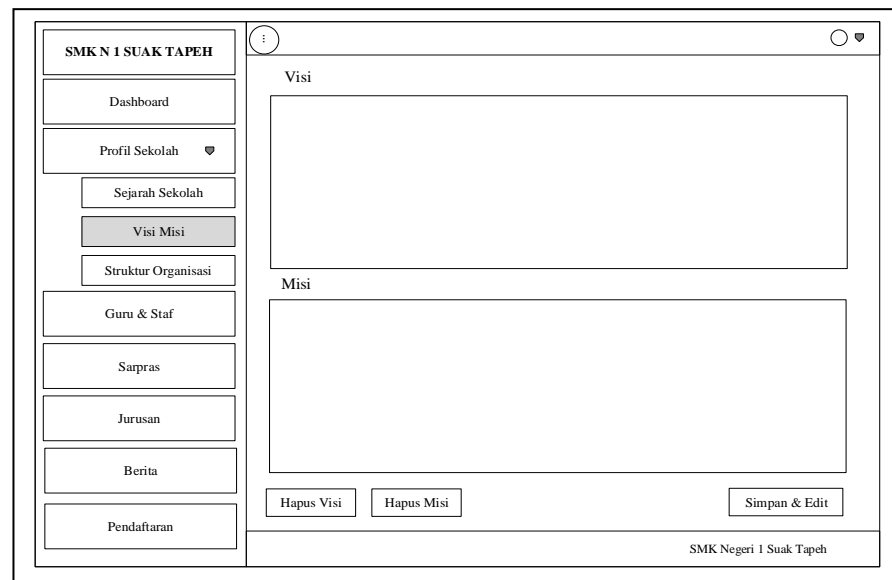 SMK N 1 SUAK TAPEH
Dashboard
Profil Sekolah
Sejarah Sekolah
Visi Misi
Struktur Organisasi
Guru & Staf
Sarpras
Jurusan
Berita
Pendaftaran
Visi
Misi
Hapus Visi
Hapus Misi
Simpan & Edit
SMK Negeri 1 Suak Tapeh